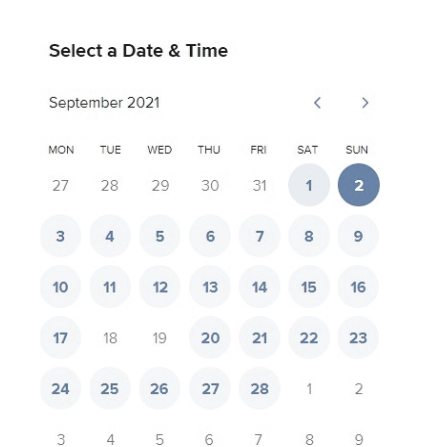 Select a Date & Time
September 2021
MON TUE WED THU FRI SAT SUN
27 28 29 30 31 1 2
3 4 5 6 7 8 9
10 11 12 13 14 15 16
17 18 19 20 21 22 23
24 25 26 27 28 1 2
3 4 5 6 7 8 9